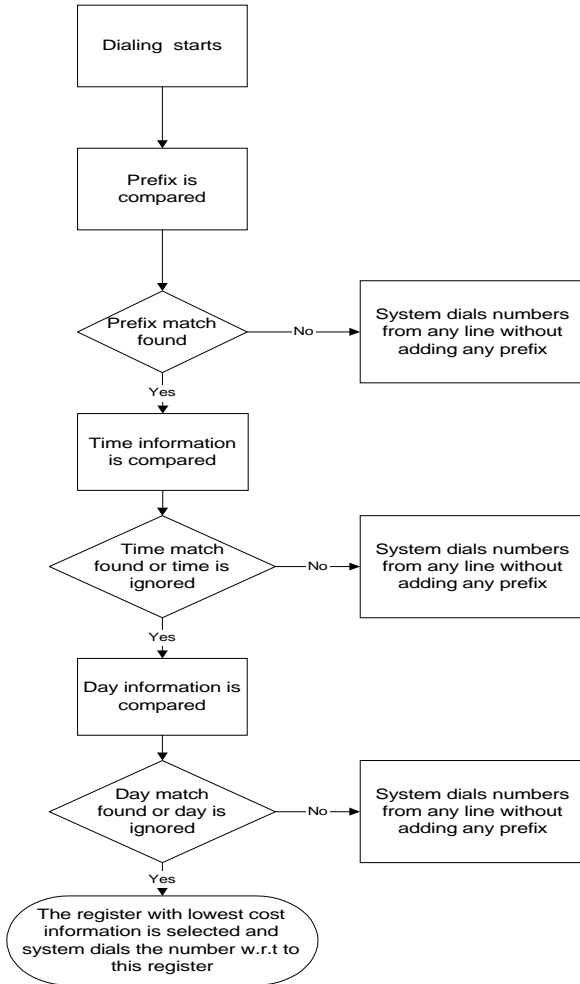 Dialing starts
Prefix is
compared
Prefix match
found
No
System dials numbers
from any line without
adding any prefix
Yes
Time information
is compared
Time match
found or time is
ignored
No
System dials numbers
from any line without
adding any prefix
Yes
Day information is
compared
Day match
found or day is
ignored
No
System dials numbers
from any line without
adding any prefix
Yes
The register with lowest cost
information is selected and
system dials the number w.r.t to
this register